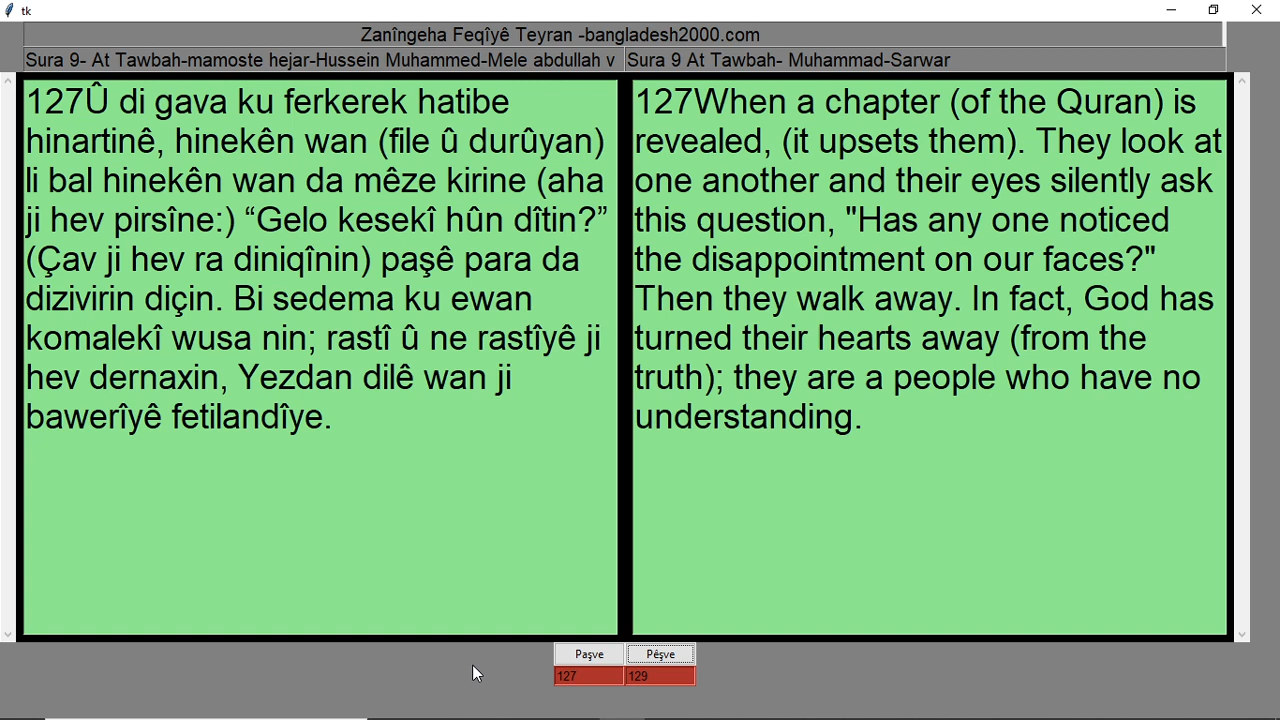 tk
Zanîngeha Feqîyê Teyran -bangladesh2000.com
Sura 9- At Tawbah-mamoste hejar-Hussein Muhammed-Mele abdullah v
Sura 9 At Tawbah- Muhammad-Sarwar
127Û di gava ku ferkerek hatibe
hinartinê, hinekên wan (file û durûyan)
li bal hinekên wan da mêze kirine (aha
ji hev pirsîne:) “Gelo kesekî hûn dîtin?”
(Çav ji hev ra diniqînin) paşê para da
dizivirin diçin. Bi sedema ku ewan
komalekî wusa nin; rastî û ne rastîyê ji
hev dernaxin, Yezdan dilê wan ji
bawerîyê fetilandîye.
127When a chapter (of the Quran) is
revealed, (it upsets them). They look at
one another and their eyes silently ask
this question, "Has any one noticed
the disappointment on our faces?"
Then they walk away. In fact, God has
turned their hearts away (from the
truth); they are a people who have no
understanding.
Paşve
Pêşve
127
129